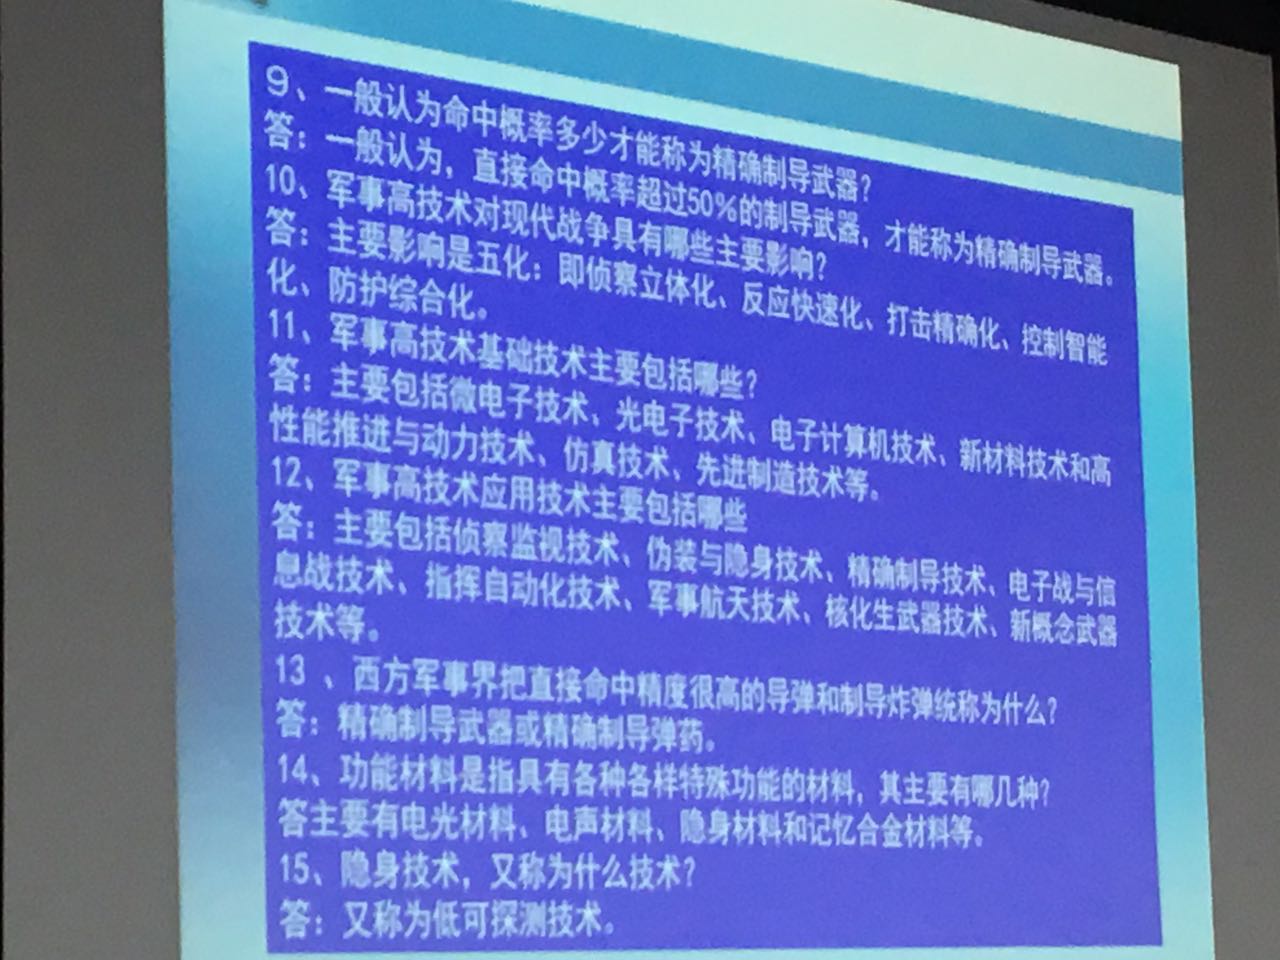 9、一般认为命中概率多少才能称为精确制导武器？
答：一般认为，直接命中概率超过50%的制导武器，才能称为精确制导武器。
10、军事高技术对现代战争具有哪些主要影响？
答：主要影响是五化：即侦察立体化、反应快速化、打击精确化、控制智能
化、防护综合化。
11、军事高技术基础技术主要包括哪些？
答：主要包括微电子技术、光电子技术、电子计算机技术、新材料技术和高
性能推进与动力技术、仿真技术、先进制造技术等。
12、军事高技术应用技术主要包括哪些
答：主要包括侦察监视技术、伪装与隐身技术、精确制导技术、电子战与信
息战技术、指挥自动化技术、军事航天技术、核化生武器技术、新概念武器
技术等。
13 、西方军事界把直接命中精度很高的导弹和制导炸弹统称为什么？
答：精确制导武器或精确制导弹药。
14、功能材料是指具有各种各样特殊功能的材料，其主要有哪几种？
答主要有电光材料、电声材料、隐身材料和记忆合金材料等。
15、隐身技术，又称为什么技术？
答：又称为低可探测技术。